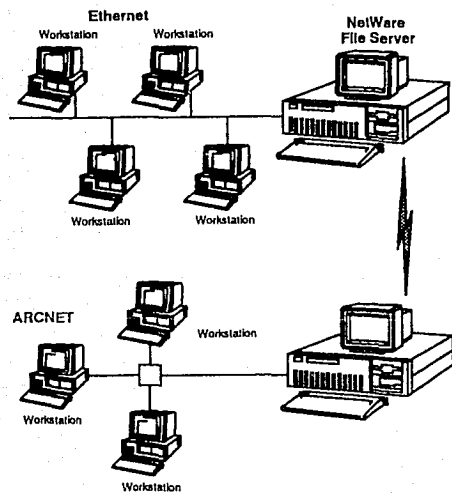 Ethernet
NetWare
File Server
Workstation
Workstation
Workstation
Workstation
ARCNET
Workstation
Workstation
Workstation